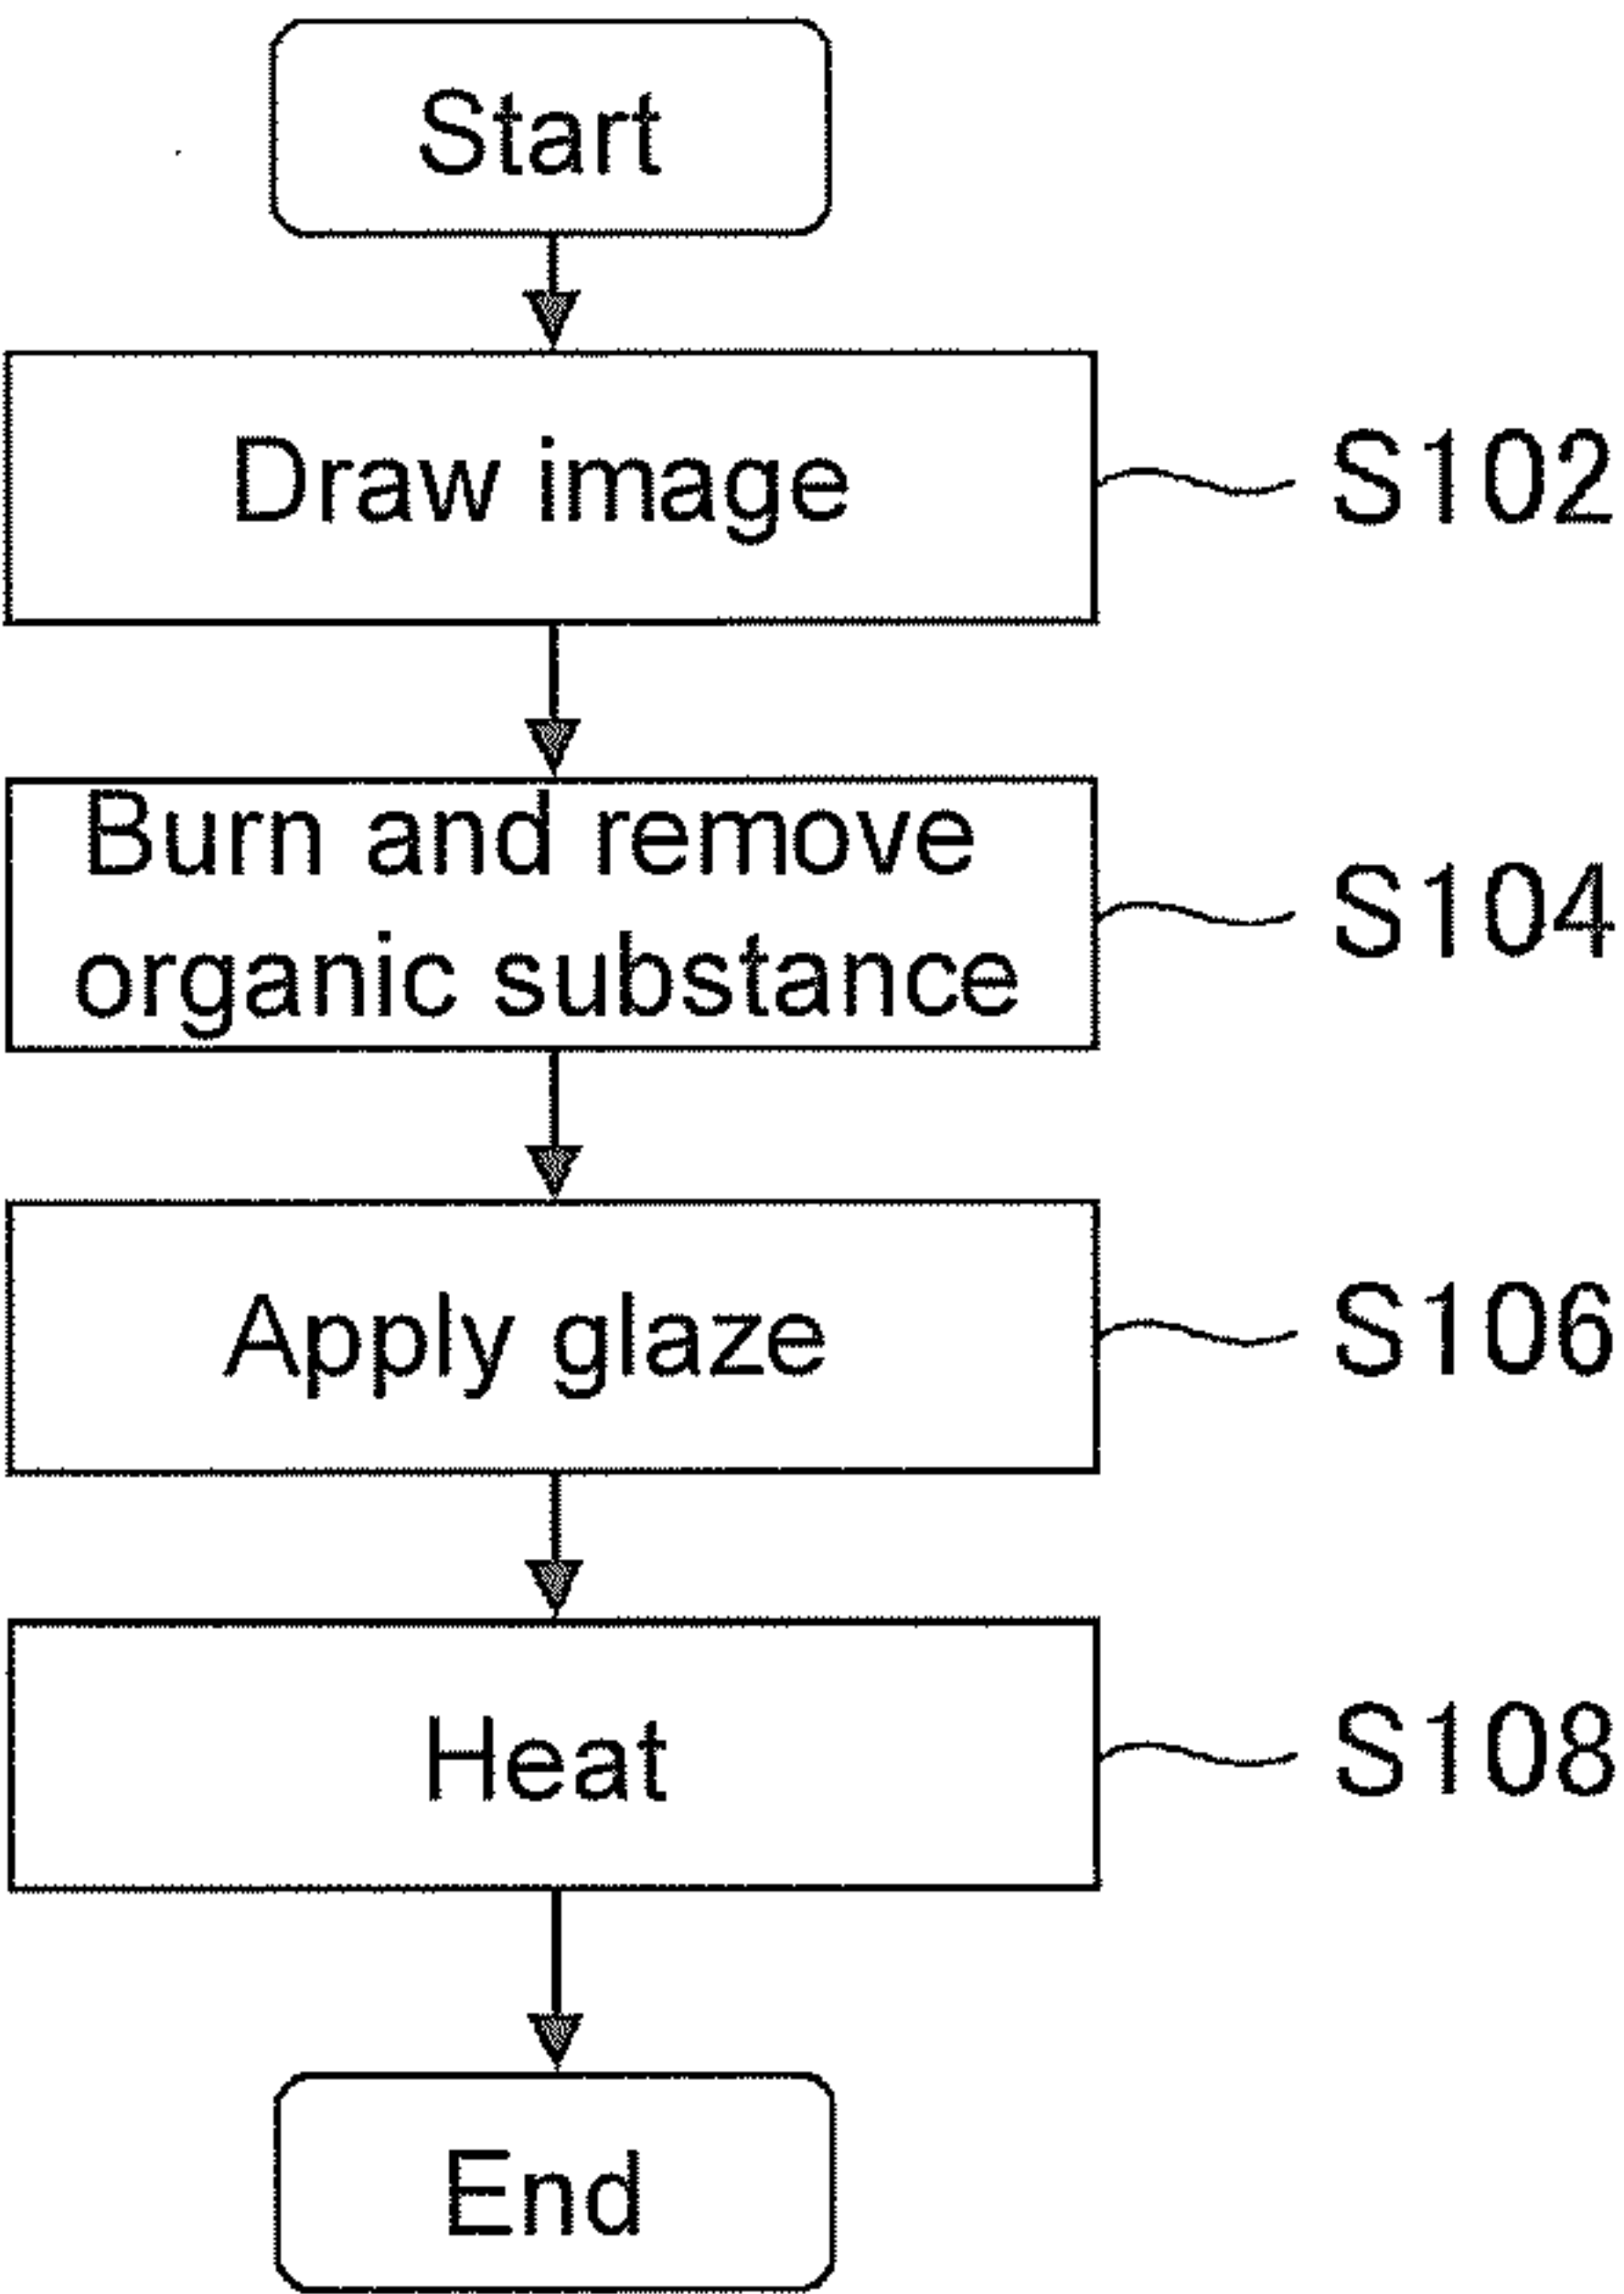 Start
Draw image
S102
Burn and remove
organic substance
S104
Apply glaze
S106
Heat
S108
End